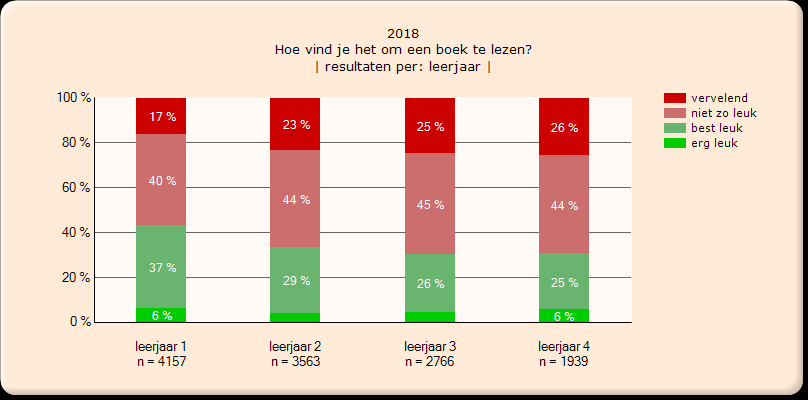 2018
Hoe vind je het om een boek te lezen?
| resultaten per: leerjaar |
100 %
80 %
60 %
40 %
20 %
0 %
17 %
40 %
37 %
6 %
23 %
44 %
29 %
25 %
45 %
26 %
26 %
44 %
25 %
6 %
leerjaar 1
n = 4157
leerjaar 2
n = 3563
leerjaar 3
n = 2766
leerjaar 4
n = 1939
vervelend
niet zo leuk
best leuk
erg leuk